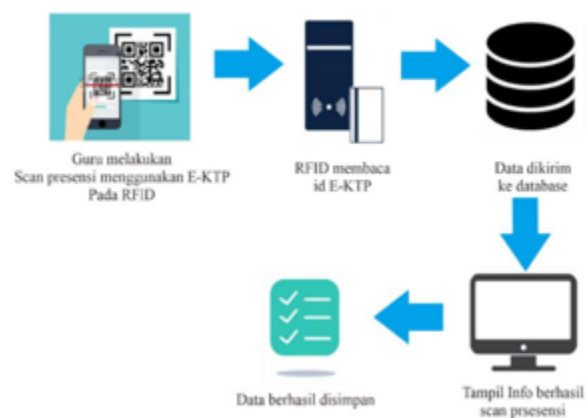 Guru melakukan
Scan presensi menggunakan E-KTP
Pada RFID
RFID membaca
id E-KTP
Data dikirim
ke database
Tampil Info berhasil
scan prsesensi
Data berhasil disimpan